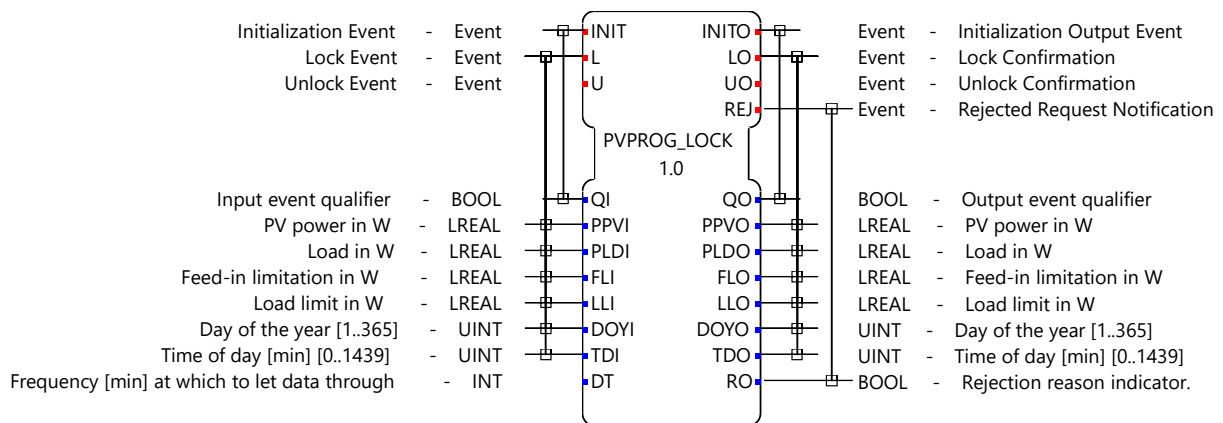 Initialization Event - Event INIT INITO Event - Initialization Output Event
Lock Event - Event L LO Event - Lock Confirmation
Unlock Event - Event U UO Event - Unlock Confirmation
REJ Event - Rejected Request Notification
PVPROG_LOCK
1.0
Input event qualifier - BOOL QI QO BOOL - Output event qualifier
PV power in W - LREAL PPVI PPVO LREAL - PV power in W
Load in W - LREAL PLDI PLDO LREAL - Load in W
Feed-in limitation in W - LREAL FLI FLO LREAL - Feed-in limitation in W
Load limit in W - LREAL LLI LLO LREAL - Load limit in W
Day of the year [1..365] - UINT DOYI DOYO UINT - Day of the year [1..365]
Time of day [min] [0..1439] - UINT TDI TDO UINT - Time of day [min] [0..1439]
Frequency [min] at which to let data through - INT DT RO BOOL - Rejection reason indicator.